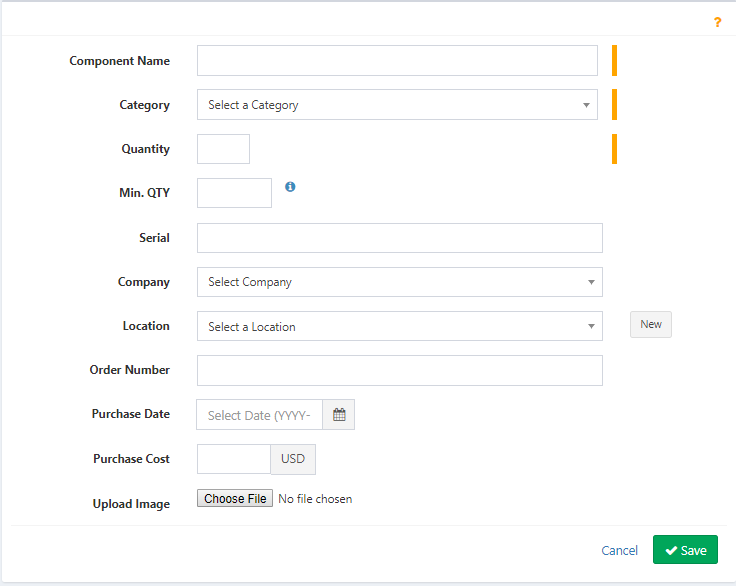 ?
Component Name
Category Select a Category
Quantity
Min. QTY
Serial
Company Select Company
Location Select a Location New
Order Number
Purchase Date Select Date (YYYY-
Purchase Cost USD
Upload Image Choose File No file chosen
Cancel Save